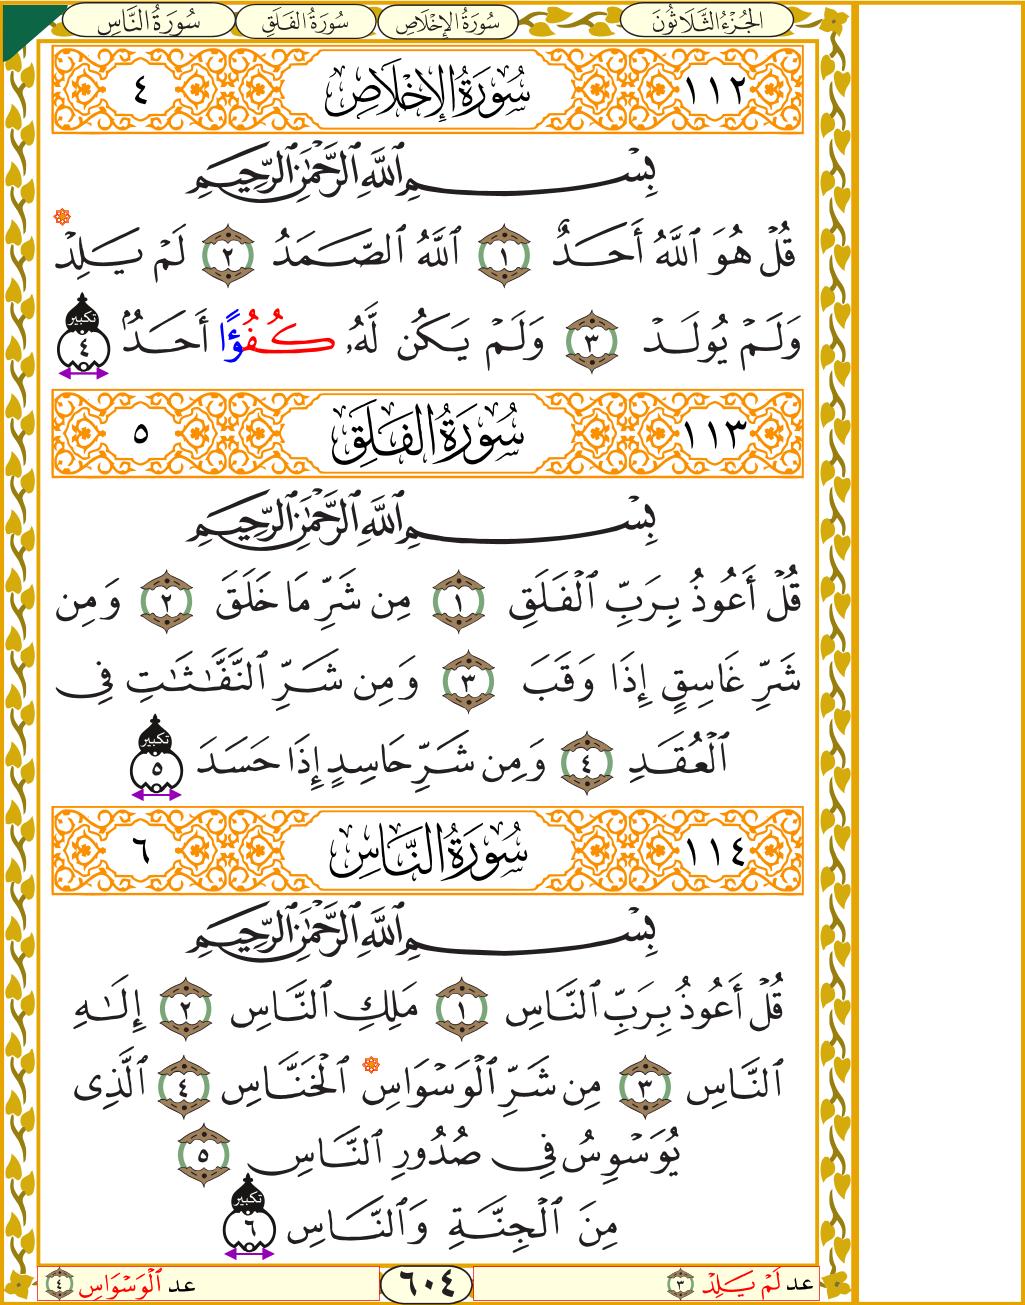 الجُزْءُ الثَّلَاثُونَ سُورَةُ الإِخْلَاصِ سُورَةُ الفَلَقِ سُورَةُ النَّاسِ
١١٢ سُورَةُ الإِخْلَاصِ ٤
بِسْمِ ٱللَّهِ ٱلرَّحْمَٰنِ ٱلرَّحِيمِ
قُلْ هُوَ ٱللَّهُ أَحَدٌ ١ ٱللَّهُ ٱلصَّمَدُ ٢ لَمْ يَلِدْ
وَلَمْ يُولَدْ ٣ وَلَمْ يَكُن لَّهُۥ كُفُؤًا أَحَدٌۢ ٤ تكبير
١١٣ سُورَةُ الفَلَقِ ٥
بِسْمِ ٱللَّهِ ٱلرَّحْمَٰنِ ٱلرَّحِيمِ
قُلْ أَعُوذُ بِرَبِّ ٱلْفَلَقِ ١ مِن شَرِّ مَا خَلَقَ ٢ وَمِن
شَرِّ غَاسِقٍ إِذَا وَقَبَ ٣ وَمِن شَرِّ ٱلنَّفَّٰثَٰتِ فِى
ٱلْعُقَدِ ٤ وَمِن شَرِّ حَاسِدٍ إِذَا حَسَدَ ٥ تكبير
١١٤ سُورَةُ النَّاسِ ٦
بِسْمِ ٱللَّهِ ٱلرَّحْمَٰنِ ٱلرَّحِيمِ
قُلْ أَعُوذُ بِرَبِّ ٱلنَّاسِ ١ مَلِكِ ٱلنَّاسِ ٢ إِلَٰهِ
ٱلنَّاسِ ٣ مِن شَرِّ ٱلْوَسْوَاسِ ٱلْخَنَّاسِ ٤ ٱلَّذِى
يُوَسْوِسُ فِى صُدُورِ ٱلنَّاسِ ٥
مِنَ ٱلْجِنَّةِ وَٱلنَّاسِ ٦ تكبير
عد لَمْ يَلِدْ ٣ ٦٠٤ عد ٱلْوَسْوَاسِ ٤